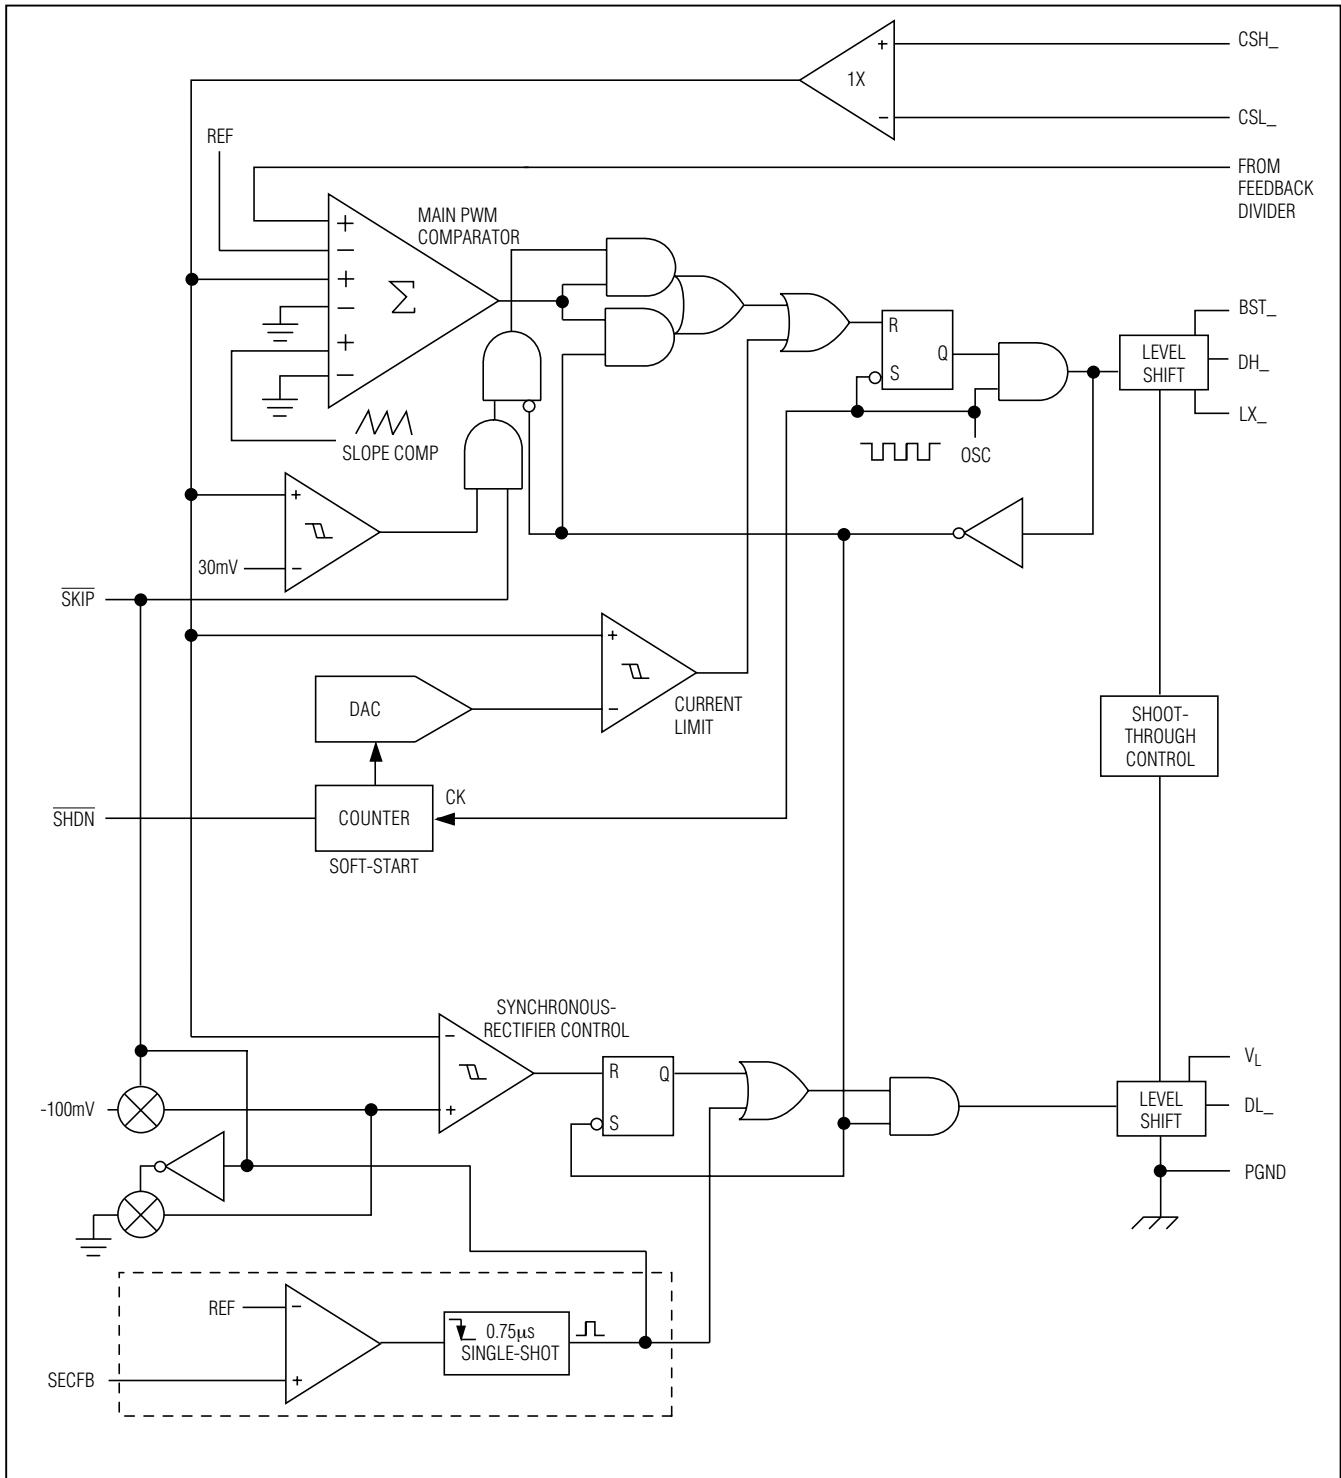 CSH_
+
1X
−
CSL_
REF
FROM
FEEDBACK
DIVIDER
MAIN PWM
COMPARATOR
+
−
+
−
+
−
Σ
SLOPE COMP
R
Q
S
OSC
BST_
LEVEL
SHIFT
DH_
LX_
+
30mV
−
SKIP
+
−
CURRENT
LIMIT
DAC
SHOOT-
THROUGH
CONTROL
SHDN
COUNTER
CK
SOFT-START
SYNCHRONOUS-
RECTIFIER CONTROL
−
+
R
Q
S
-100mV
VL
LEVEL
SHIFT
DL_
PGND
REF
−
0.75μs
SINGLE-SHOT
SECFB
+